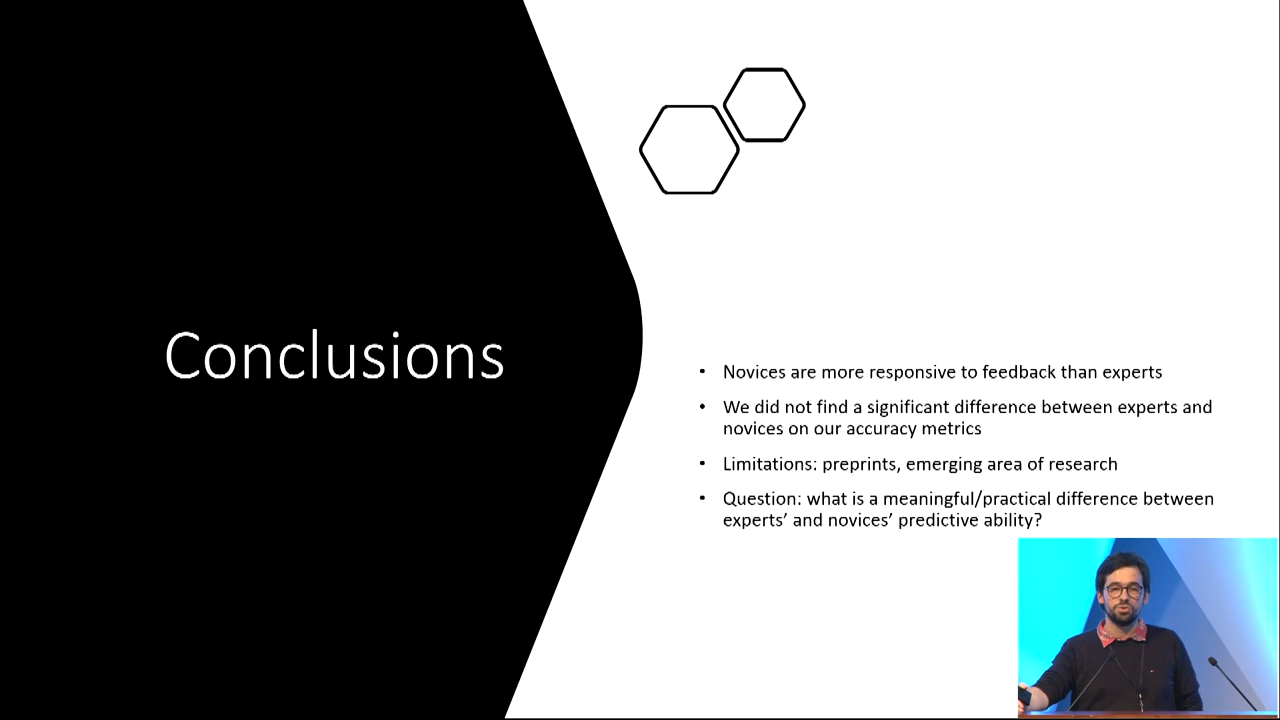 Conclusions
• Novices are more responsive to feedback than experts
• We did not find a significant difference between experts and
novices on our accuracy metrics
• Limitations: preprints, emerging area of research
• Question: what is a meaningful/practical difference between
experts’ and novices’ predictive ability?